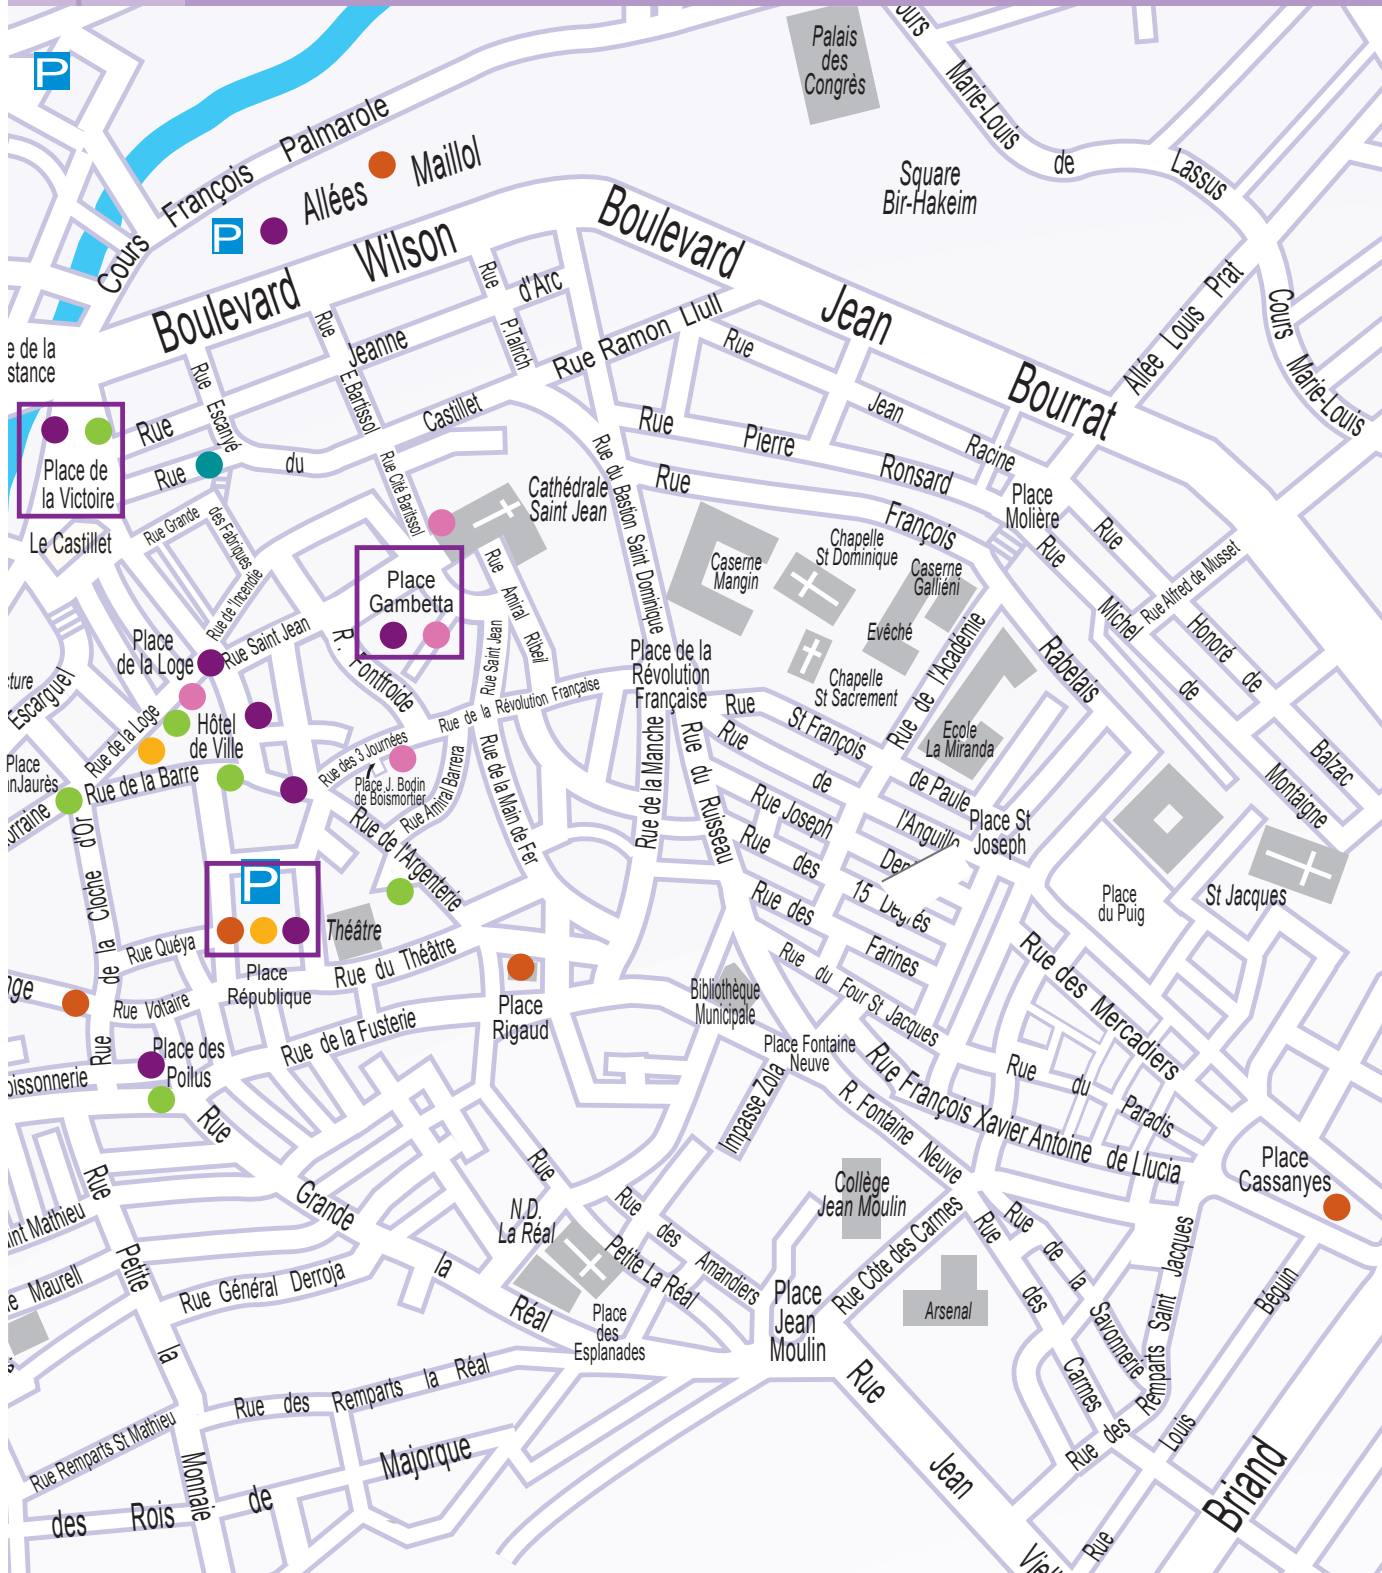 P
Palais
des
Congrès
ours
Marie-Louis
de
Lassus
Cours François Palmarole
Allées Maillol
P
Square
Bir-Hakeim
Boulevard Wilson
Boulevard Jean Bourrat
Allée Louis Prat
Cours Marie-Louis
e de la
stance
Rue Jeanne d'Arc
Rue Escanyé
Rue E.Bartissol
Rue P.Talrich
Rue Ramon Llull
Rue Jean Racine
Rue du Castillet
Rue Pierre Ronsard
Rue François Rabelais
Place de
la Victoire
Le Castillet
Rue Grande
des Fabriques
Rue de l'Incendie
Rue Cité Baritssol
Cathédrale
Saint Jean
Rue du Bastion Saint Dominique
Place
Molière
Rue Michel de Montaigne
Rue Honoré de Balzac
Rue Alfred de Musset
Caserne
Mangin
Chapelle
St Dominique
Caserne
Galliéni
Evêché
Chapelle
St Sacrement
Place
Gambetta
Rue Amiral Ribeil
Rue Saint Jean
R. Fontfroide
Rue Saint Jean
Place
de la Loge
Rue de la Loge
Hôtel
de Ville
cture
Escarguel
Place
nJaurès
orraine
Rue de la Barre
Rue des 3 Journées
Place J. Bodin
de Boismortier
Rue Amiral Barrera
Rue de la Révolution Française
Place de la
Révolution
Française
Rue de l'Académie
Ecole
La Miranda
Rue St François de Paule
Rue de l'Anguille
Rue Joseph Den
Rue des 15 Degrés
Rue des Farines
Place St
Joseph
Rue de la Manche
Rue du Ruisseau
Rue de la Main de Fer
Rue de l'Argenterie
Place
du Puig
St Jacques
P
Théâtre
Rue du Théâtre
Place
République
Rue Quéya
Rue Voltaire
Rue de la Cloche d'Or
nge
Place
Rigaud
Rue de la Fusterie
Bibliothèque
Municipale
Rue du Four St Jacques
Rue des Mercadiers
Place Fontaine
Neuve
Place des
Poilus
oissonnerie
Impasse Zola
R. Fontaine Neuve
Rue François Xavier Antoine de Llucia
Rue du Paradis
Place
Cassanyes
Rue Grande la Réal
Rue
N.D.
La Réal
Rue des Amandiers
Petite La Réal
Collège
Jean Moulin
Rue Côte des Carmes
Arsenal
Rue des Carmes
Rue de la Savonnerie
Rue des Remparts Saint Jacques
int Mathieu
e Maurell
Rue Petite la Monnaie
Rue Général Derroja
Place
des
Esplanades
Place
Jean
Moulin
Rue Jean Viel
Rue Louis Béguin
Briand
Rue des Remparts la Réal
Rue Remparts St Mathieu
des Rois de Majorque